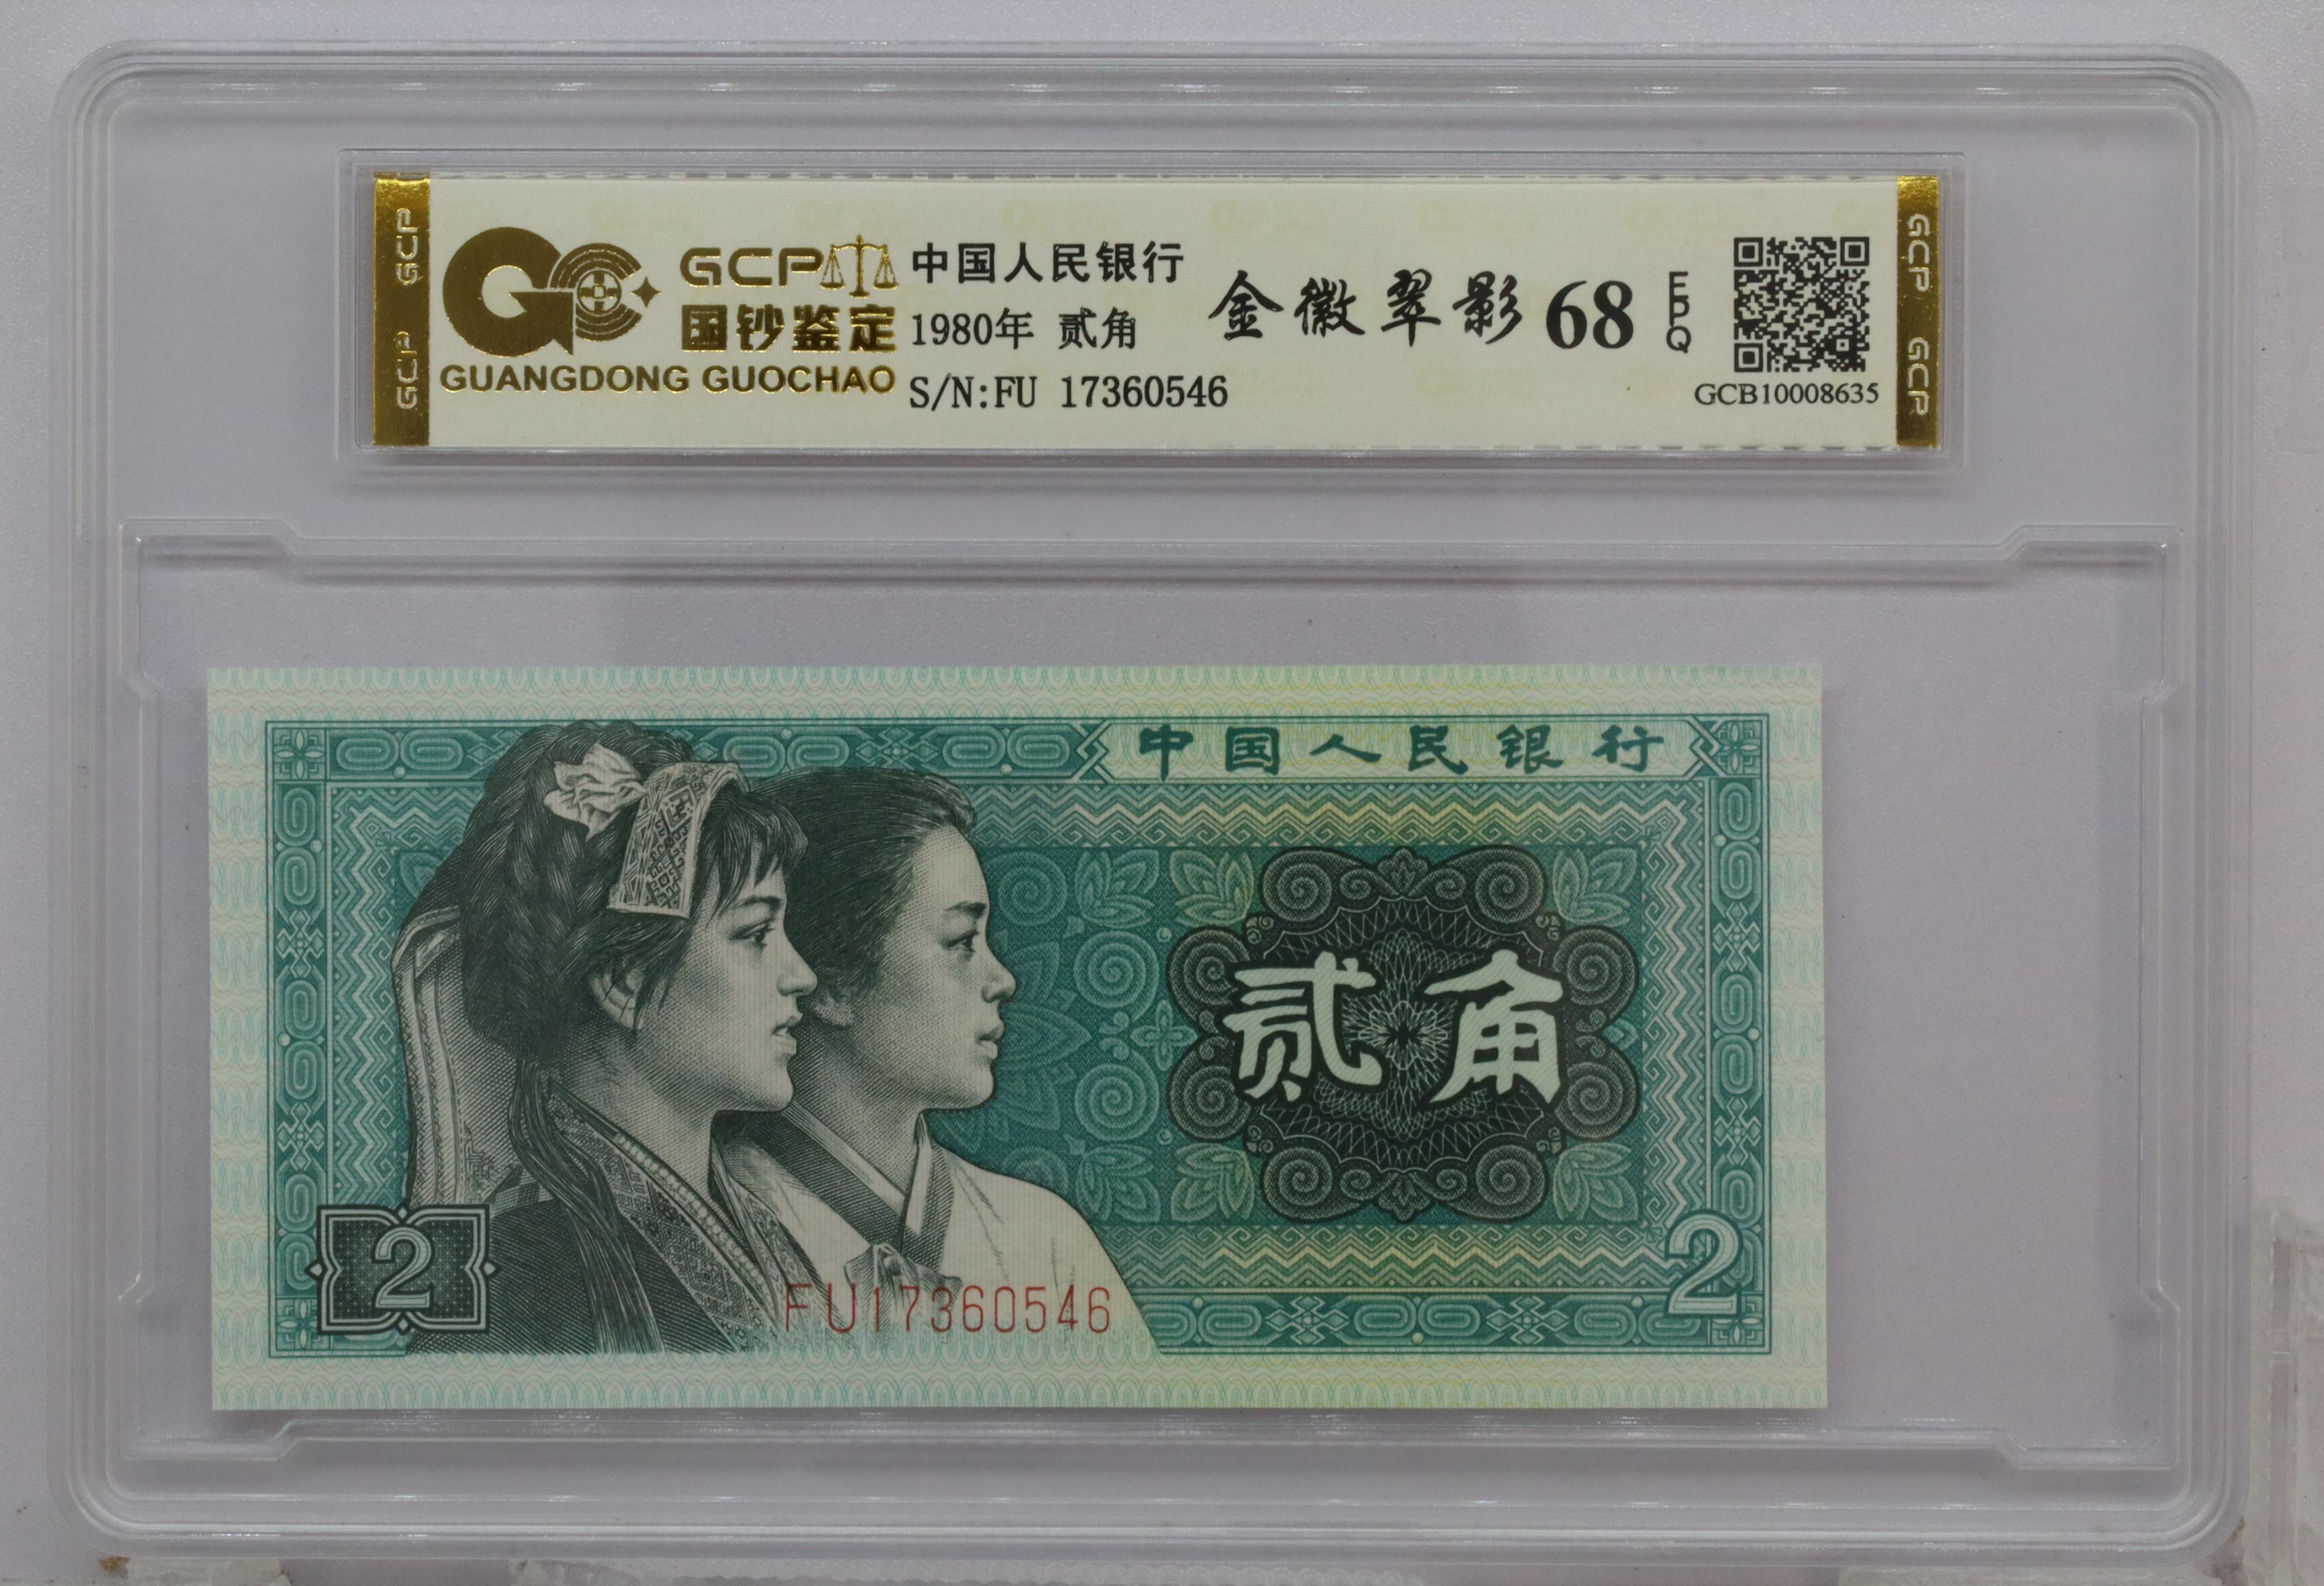 GCP GCP
GCP
国钞鉴定
GUANGDONG GUOCHAO
中国人民银行
1980年 贰角
S/N:FU 17360546
金徽翠影 68 EPQ
GCB10008635
GCP GCP
中国人民银行
贰角
2
2
FU17360546